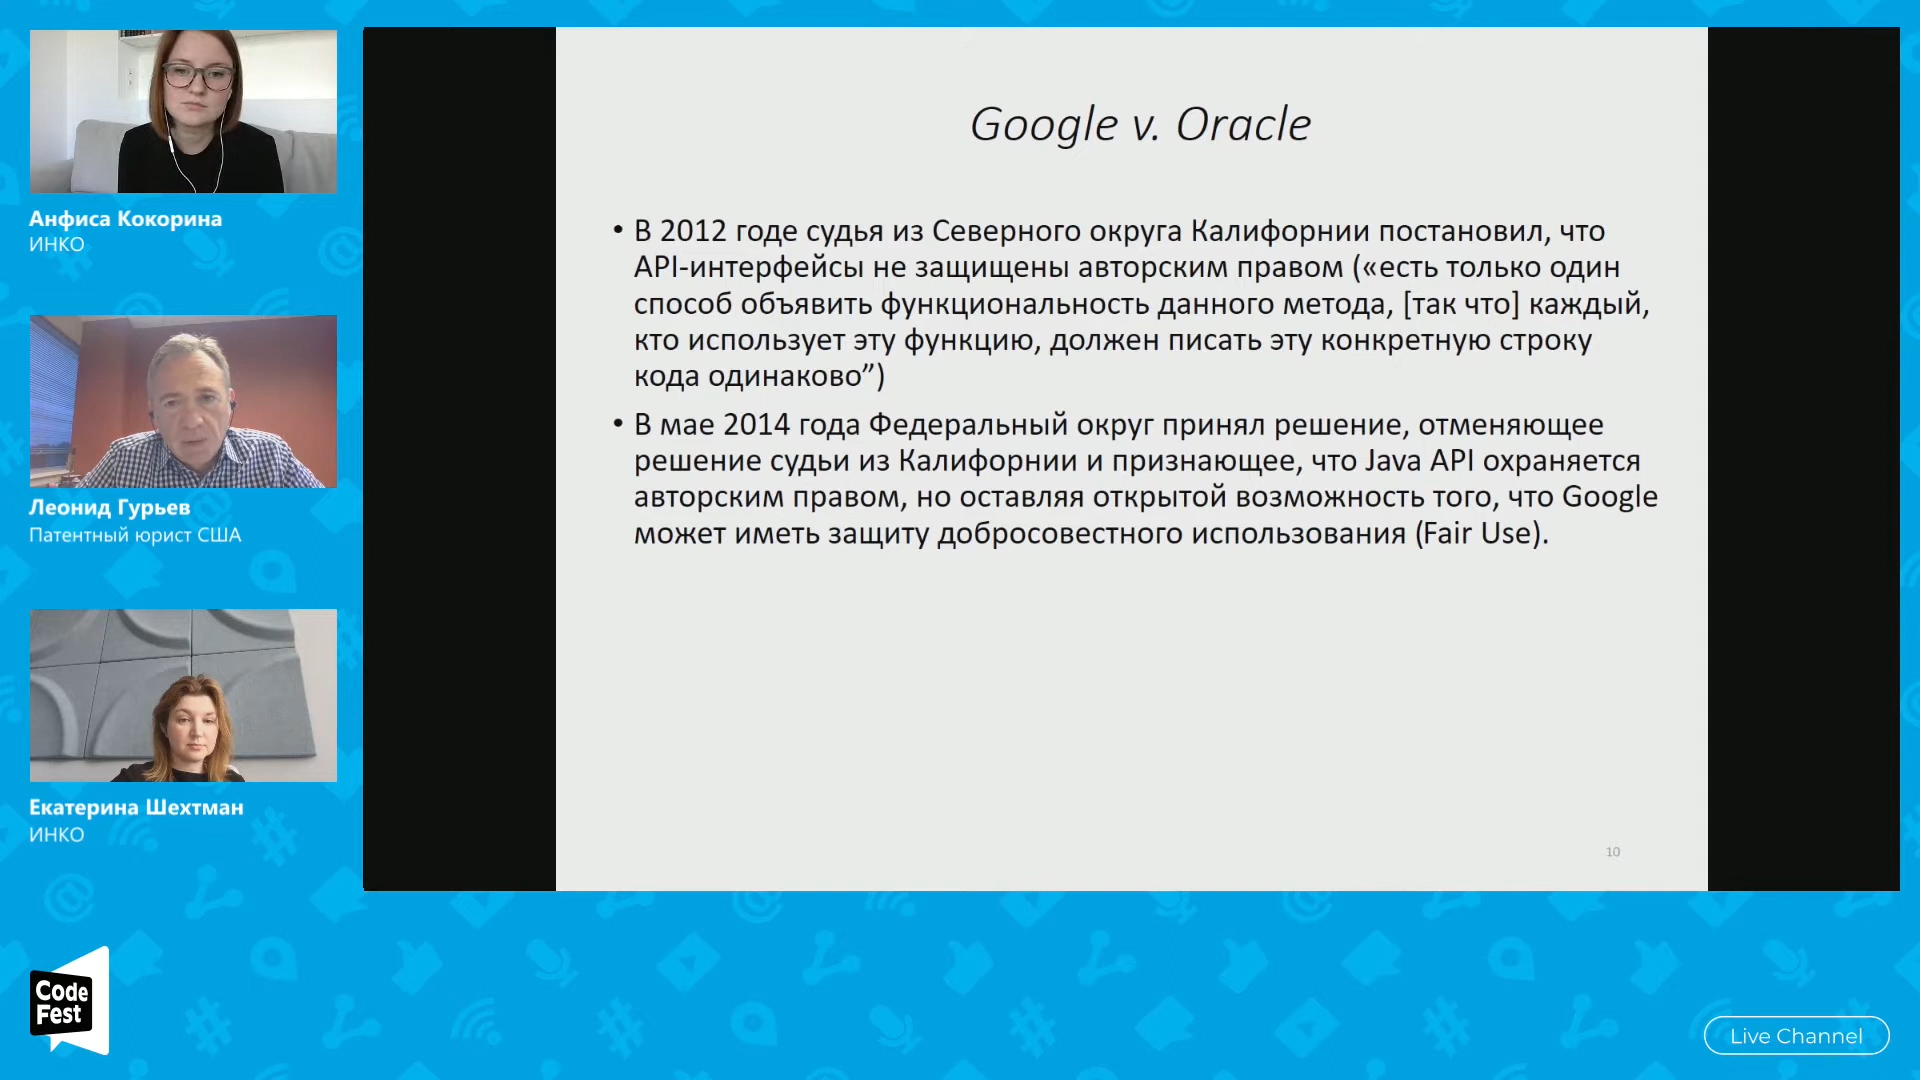 Анфиса Кокорина
ИНКО
Леонид Гурьев
Патентный юрист США
Екатерина Шехтман
ИНКО
Google v. Oracle
• В 2012 годе судья из Северного округа Калифорнии постановил, что
API-интерфейсы не защищены авторским правом («есть только один
способ объявить функциональность данного метода, [так что] каждый,
кто использует эту функцию, должен писать эту конкретную строку
кода одинаково”)
• В мае 2014 года Федеральный округ принял решение, отменяющее
решение судьи из Калифорнии и признающее, что Java API охраняется
авторским правом, но оставляя открытой возможность того, что Google
может иметь защиту добросовестного использования (Fair Use).
10
Code
Fest
Live Channel